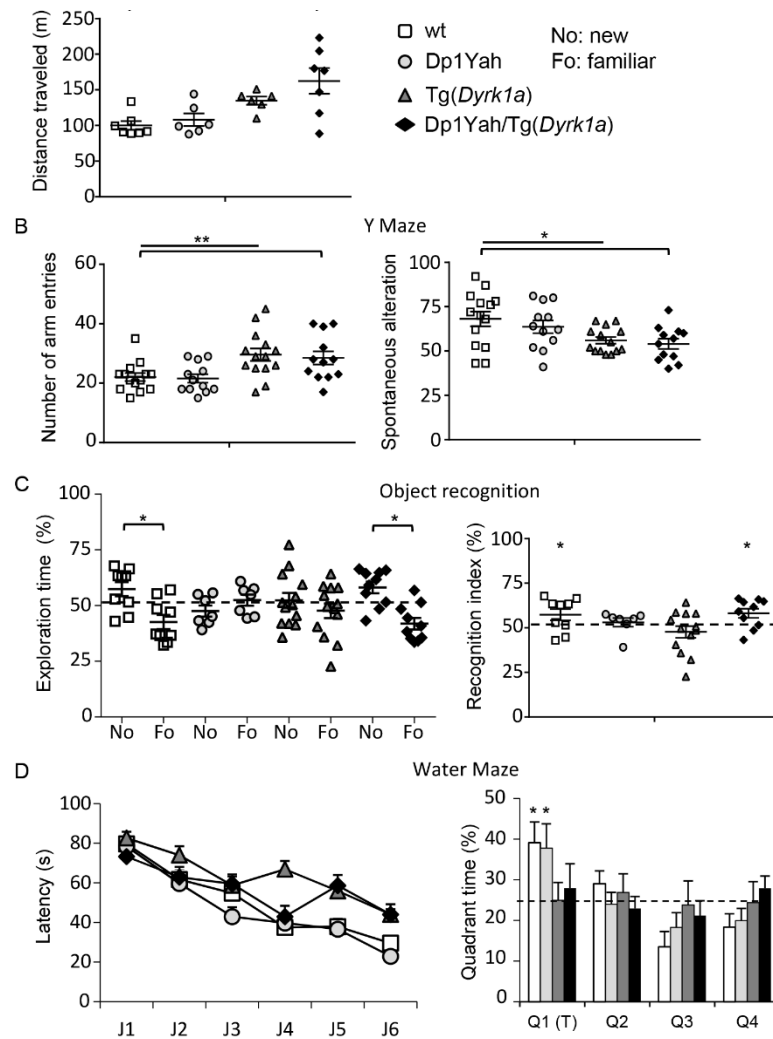 250
200
150
100
50
0
Distance traveled (m)
wt
Dp1Yah
Tg(Dyrk1a)
Dp1Yah/Tg(Dyrk1a)
No: new
Fo: familiar
B
Y Maze
**
*
60
40
20
0
Number of arm entries
100
75
50
25
0
Spontaneous alteration
C
Object recognition
*
*
*
*
100
75
50
25
0
Exploration time (%)
No Fo No Fo No Fo No Fo
100
75
50
25
0
Recognition index (%)
D
Water Maze
100
80
60
40
20
0
Latency (s)
J1 J2 J3 J4 J5 J6
* *
50
40
30
20
10
0
Quadrant time (%)
Q1 (T) Q2 Q3 Q4